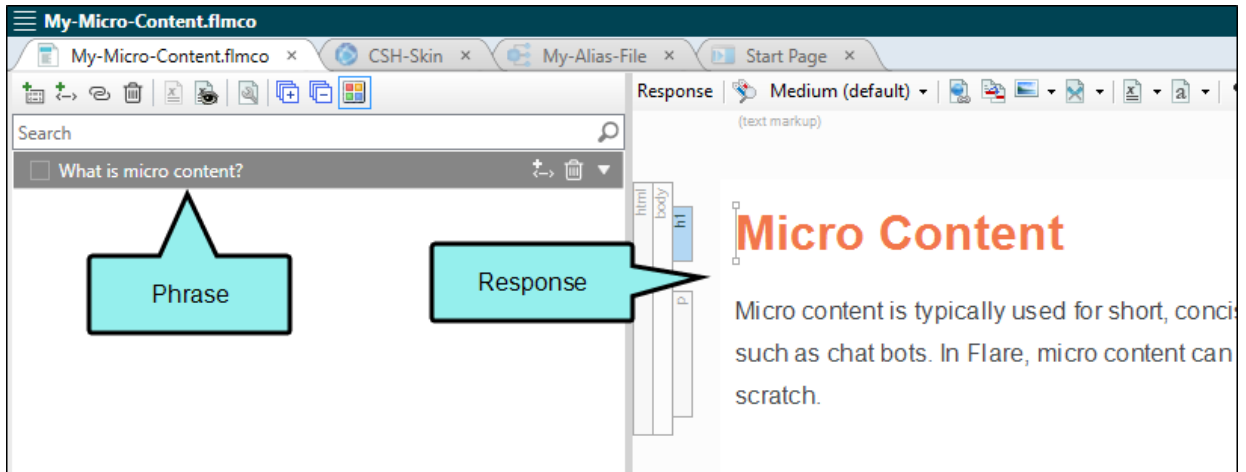 My-Micro-Content.flmco
My-Micro-Content.flmco × CSH-Skin × My-Alias-File × Start Page ×
Response Medium (default)
Search
(text markup)
What is micro content?
html
body
h1
Micro Content
Phrase
Response
p
Micro content is typically used for short, concis
such as chat bots. In Flare, micro content can
scratch.